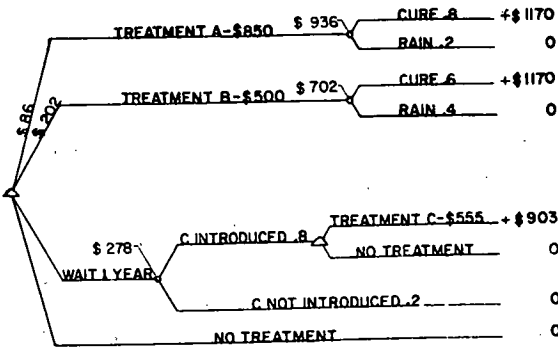 TREATMENT A-$850 $ 936 CURE .8 +$1170
RAIN .2 0
$ 86
TREATMENT B-$500 $ 702 CURE .6 +$1170
$ 202
RAIN .4 0
TREATMENT C-$555 + $903
C INTRODUCED .8
NO TREATMENT 0
$ 278
WAIT 1 YEAR
C NOT INTRODUCED .2 0
NO TREATMENT 0